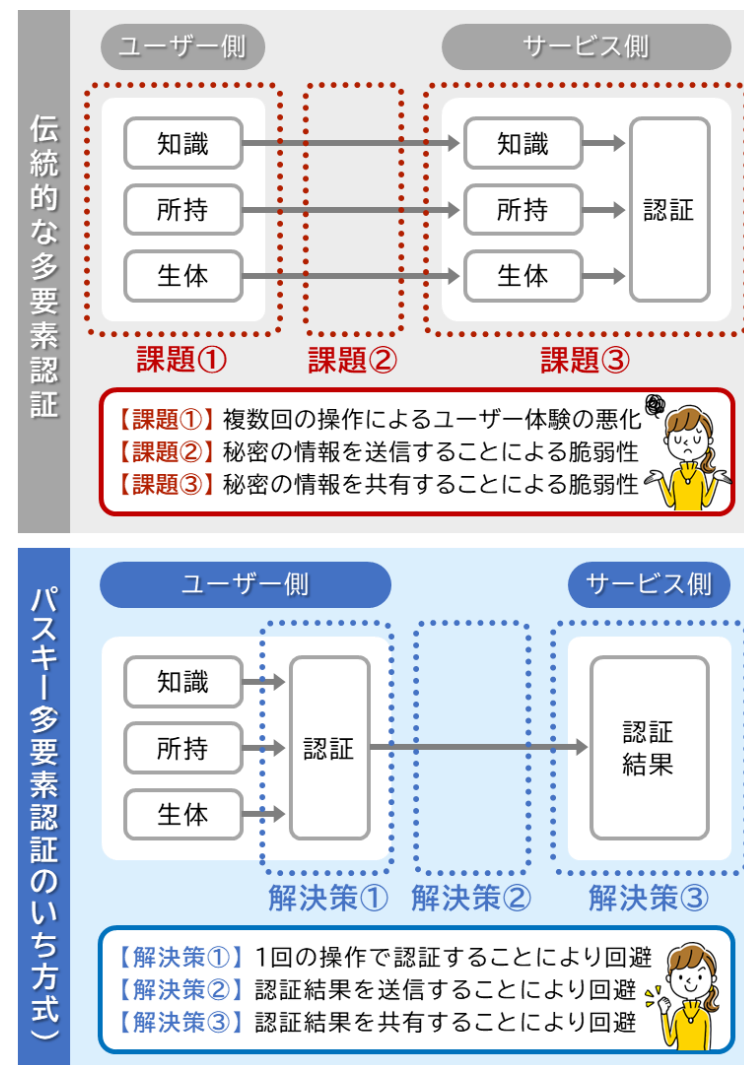 伝統的な多要素認証
ユーザー側
サービス側
知識
知識
所持
所持
認証
生体
生体
課題①
課題②
課題③
【課題①】複数回の操作によるユーザー体験の悪化
【課題②】秘密の情報を送信することによる脆弱性
【課題③】秘密の情報を共有することによる脆弱性
パスキー(多要素認証のいち方式)
ユーザー側
サービス側
知識
所持
認証
認証
結果
生体
解決策①
解決策②
解決策③
【解決策①】1回の操作で認証することにより回避
【解決策②】認証結果を送信することにより回避
【解決策③】認証結果を共有することにより回避